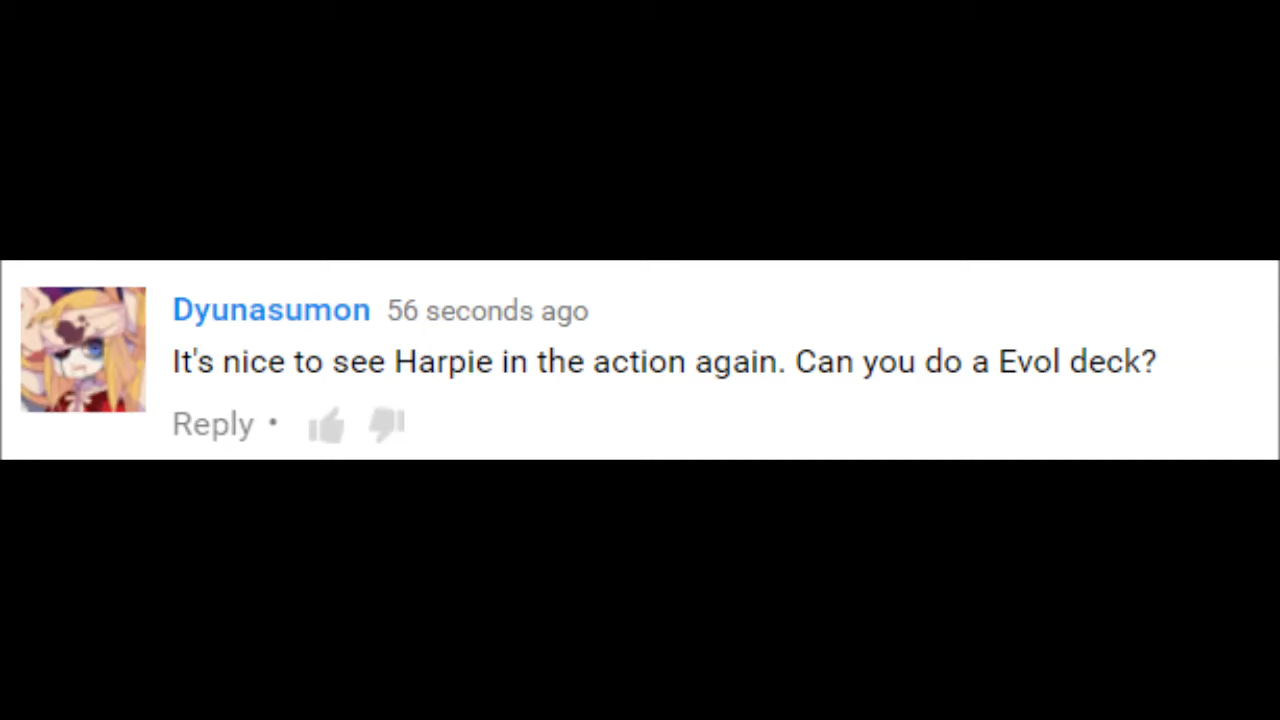 Dyunasumon 56 seconds ago
It's nice to see Harpie in the action again. Can you do a Evol deck?
Reply •